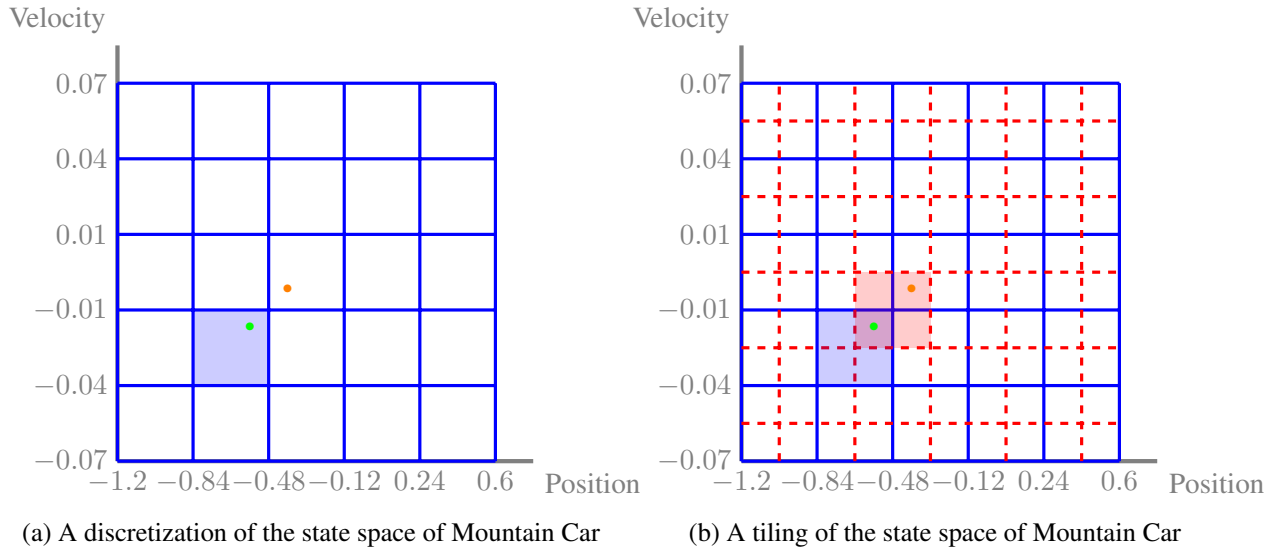 Velocity
0.07
0.04
0.01
−0.01
−0.04
−0.07
−1.2 −0.84 −0.48 −0.12 0.24 0.6
Position
(a) A discretization of the state space of Mountain Car
Velocity
0.07
0.04
0.01
−0.01
−0.04
−0.07
−1.2 −0.84 −0.48 −0.12 0.24 0.6
Position
(b) A tiling of the state space of Mountain Car